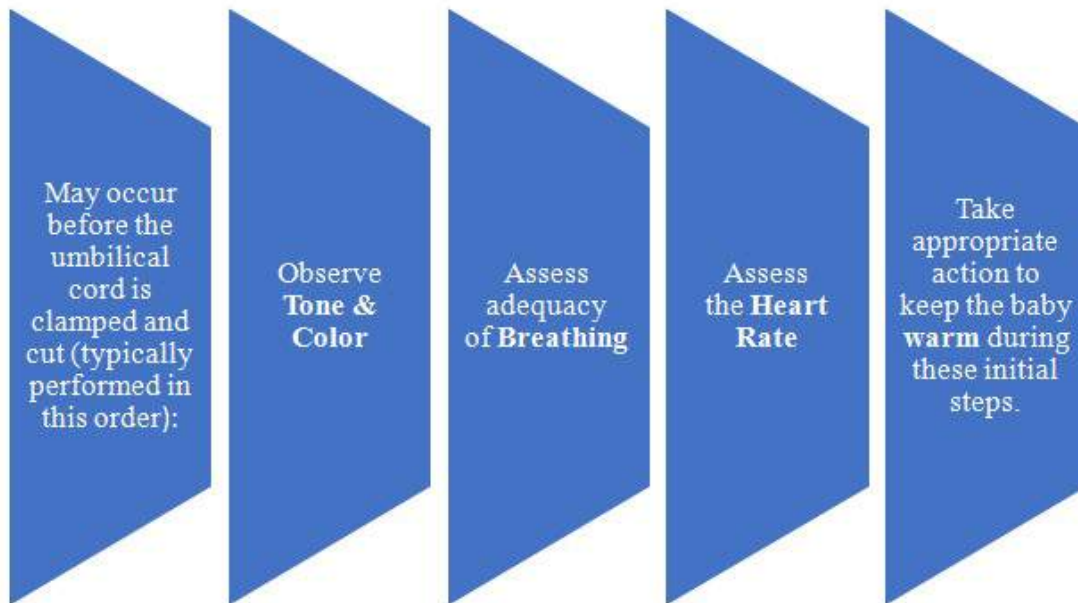 May occur
before the
umbilical
cord is
clamped and
cut (typically
performed in
this order):
Observe
Tone &
Color
Assess
adequacy
of Breathing
Assess
the Heart
Rate
Take
appropriate
action to
keep the baby
warm during
these initial
steps.